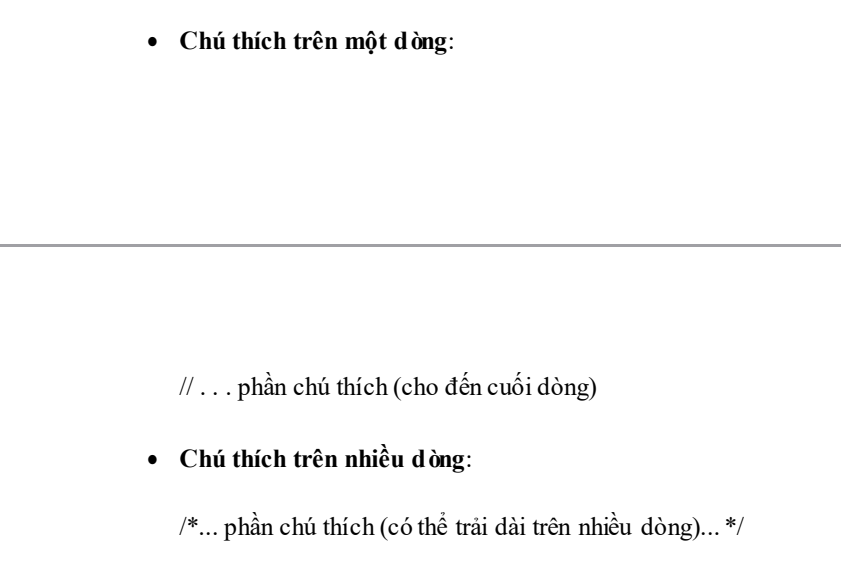 • Chú thích trên một dòng:
// . . . phần chú thích (cho đến cuối dòng)
• Chú thích trên nhiều dòng:
/*... phần chú thích (có thể trải dài trên nhiều dòng)... */